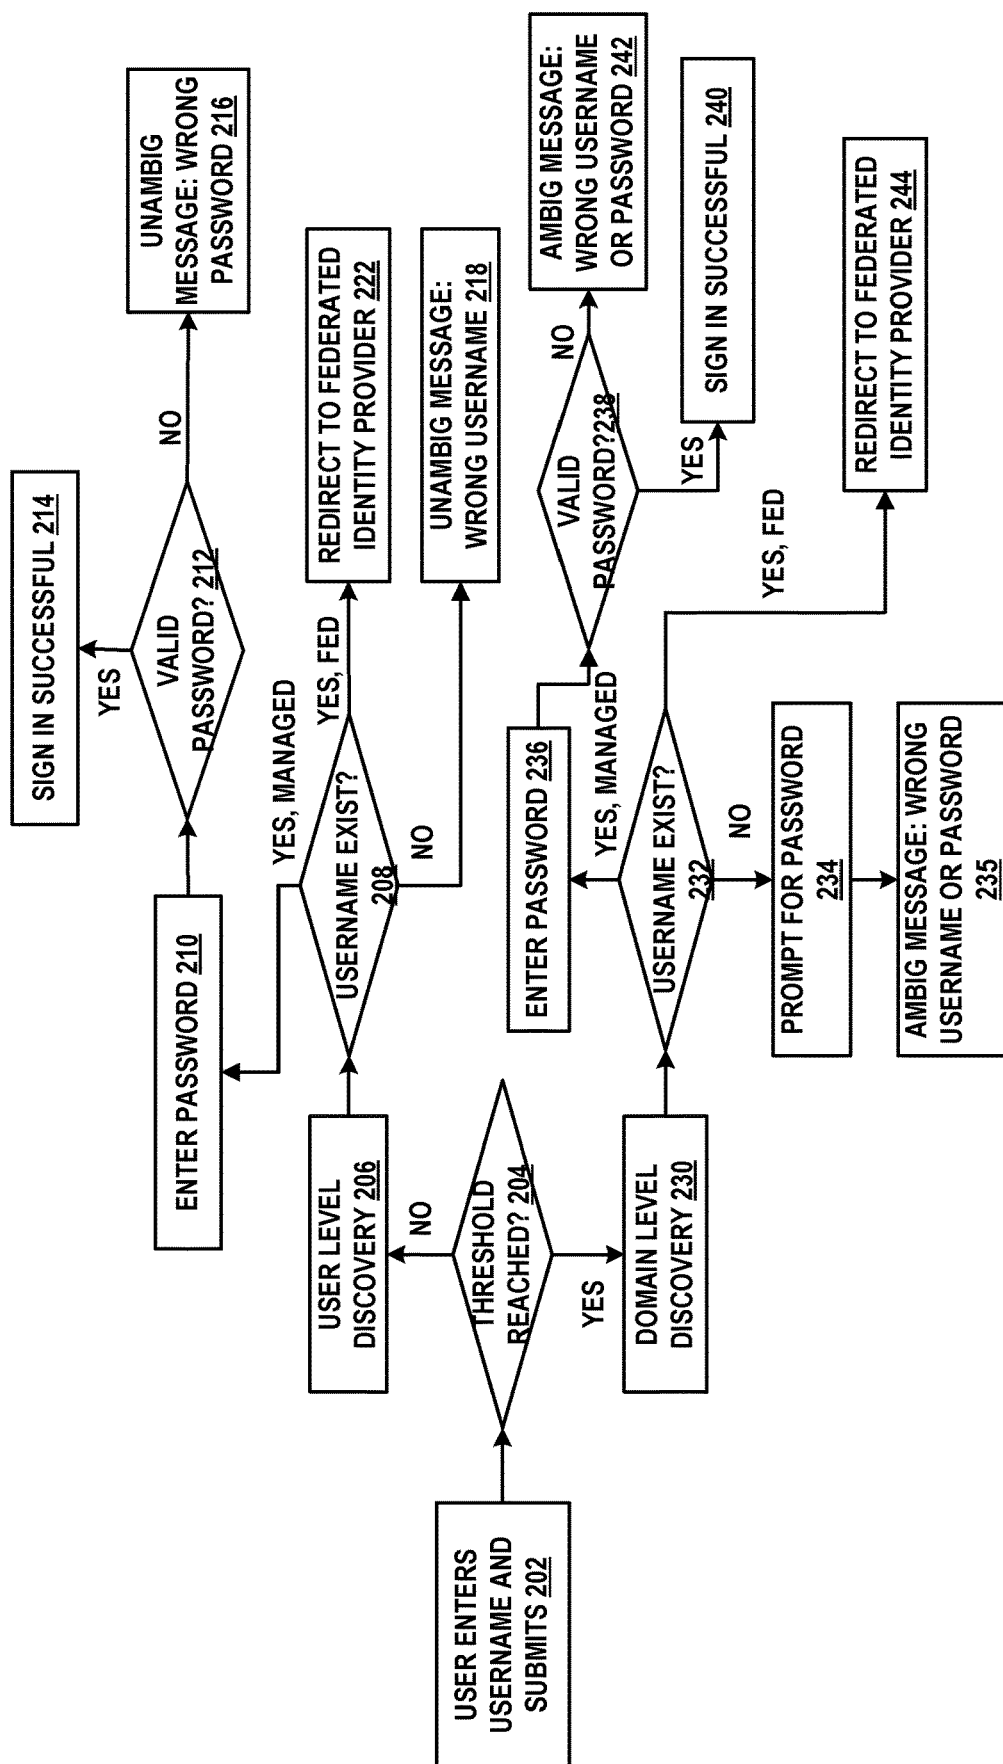 USER ENTERS
USERNAME AND
SUBMITS 202
THRESHOLD
REACHED? 204
NO
YES
USER LEVEL
DISCOVERY 206
USERNAME EXIST?
208
YES, MANAGED
YES, FED
NO
ENTER PASSWORD 210
VALID
PASSWORD? 212
YES
NO
SIGN IN SUCCESSFUL 214
UNAMBIG
MESSAGE: WRONG
PASSWORD 216
REDIRECT TO FEDERATED
IDENTITY PROVIDER 222
UNAMBIG MESSAGE:
WRONG USERNAME 218
DOMAIN LEVEL
DISCOVERY 230
USERNAME EXIST?
232
YES, MANAGED
YES, FED
NO
ENTER PASSWORD 236
VALID
PASSWORD?238
NO
YES
AMBIG MESSAGE:
WRONG USERNAME
OR PASSWORD 242
SIGN IN SUCCESSFUL 240
REDIRECT TO FEDERATED
IDENTITY PROVIDER 244
PROMPT FOR PASSWORD
234
AMBIG MESSAGE: WRONG
USERNAME OR PASSWORD
235